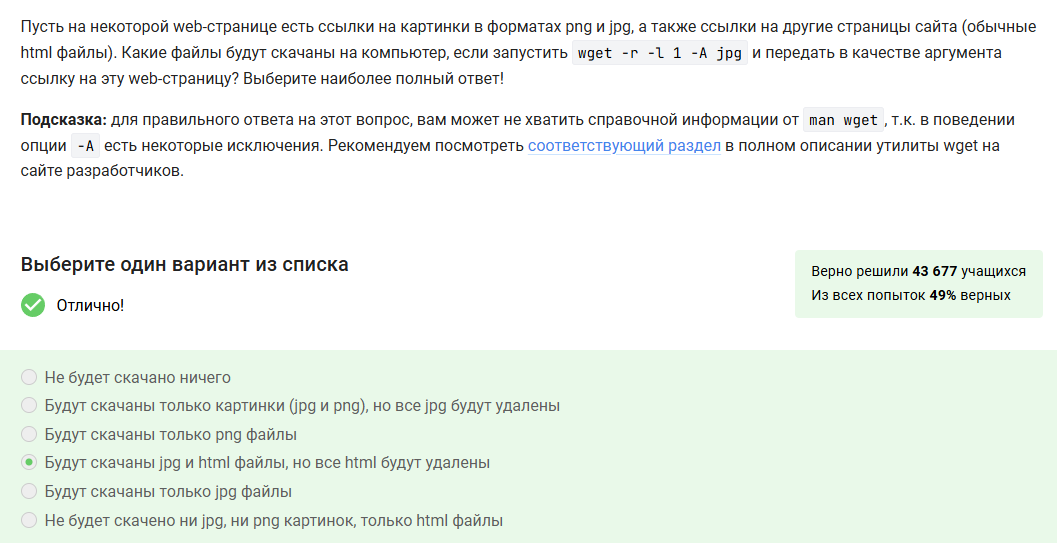 Пусть на некоторой web-странице есть ссылки на картинки в форматах png и jpg, а также ссылки на другие страницы сайта (обычные
html файлы). Какие файлы будут скачаны на компьютер, если запустить wget -r -l 1 -A jpg и передать в качестве аргумента
ссылку на эту web-страницу? Выберите наиболее полный ответ!
Подсказка: для правильного ответа на этот вопрос, вам может не хватить справочной информации от man wget, т.к. в поведении
опции -A есть некоторые исключения. Рекомендуем посмотреть соответствующий раздел в полном описании утилиты wget на
сайте разработчиков.
Выберите один вариант из списка
Отлично!
Верно решили 43 677 учащихся
Из всех попыток 49% верных
Не будет скачано ничего
Будут скачаны только картинки (jpg и png), но все jpg будут удалены
Будут скачаны только png файлы
Будут скачаны jpg и html файлы, но все html будут удалены
Будут скачаны только jpg файлы
Не будет скачено ни jpg, ни png картинок, только html файлы